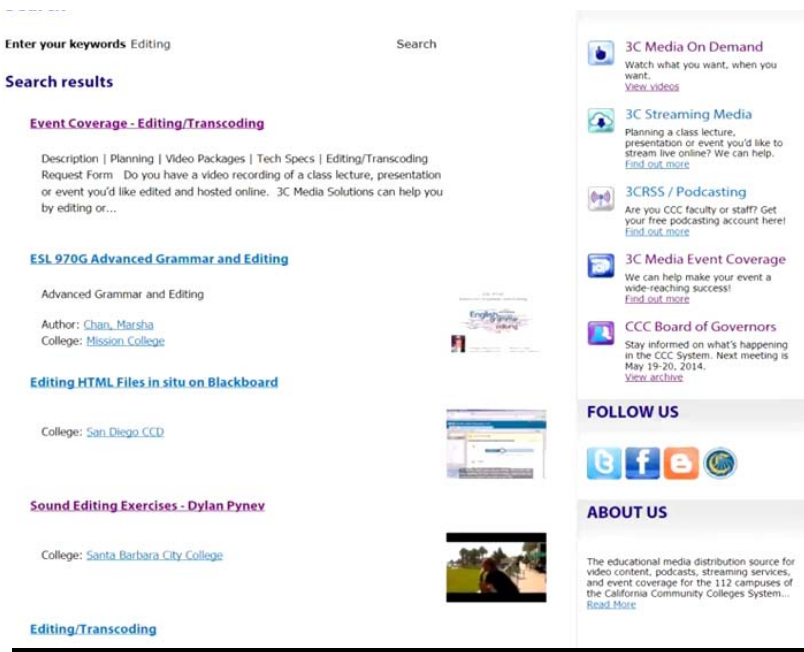 Enter your keywords Editing
Search
Search results
Event Coverage - Editing/Transcoding
Description | Planning | Video Packages | Tech Specs | Editing/Transcoding
Request Form Do you have a video recording of a class lecture, presentation
or event you'd like edited and hosted online. 3C Media Solutions can help you
by editing or...
ESL 970G Advanced Grammar and Editing
Advanced Grammar and Editing
Author: Chan, Marsha
College: Mission College
English
grammar
editing
Editing HTML Files in situ on Blackboard
College: San Diego CCD
Sound Editing Exercises - Dylan Pynev
College: Santa Barbara City College
Editing/Transcoding
3C Media On Demand
Watch what you want, when you
want.
View videos
3C Streaming Media
Planning a class lecture,
presentation or event you'd like to
stream live online? We can help.
Find out more
3CRSS / Podcasting
Are you CCC faculty or staff? Get
your free podcasting account here!
Find out more
3C Media Event Coverage
We can help make your event a
wide-reaching success!
Find out more
CCC Board of Governors
Stay informed on what's happening
in the CCC System. Next meeting is
May 19-20, 2014.
View archive
FOLLOW US
ABOUT US
The educational media distribution source for
video content, podcasts, streaming services,
and event coverage for the 112 campuses of
the California Community Colleges System...
Read More